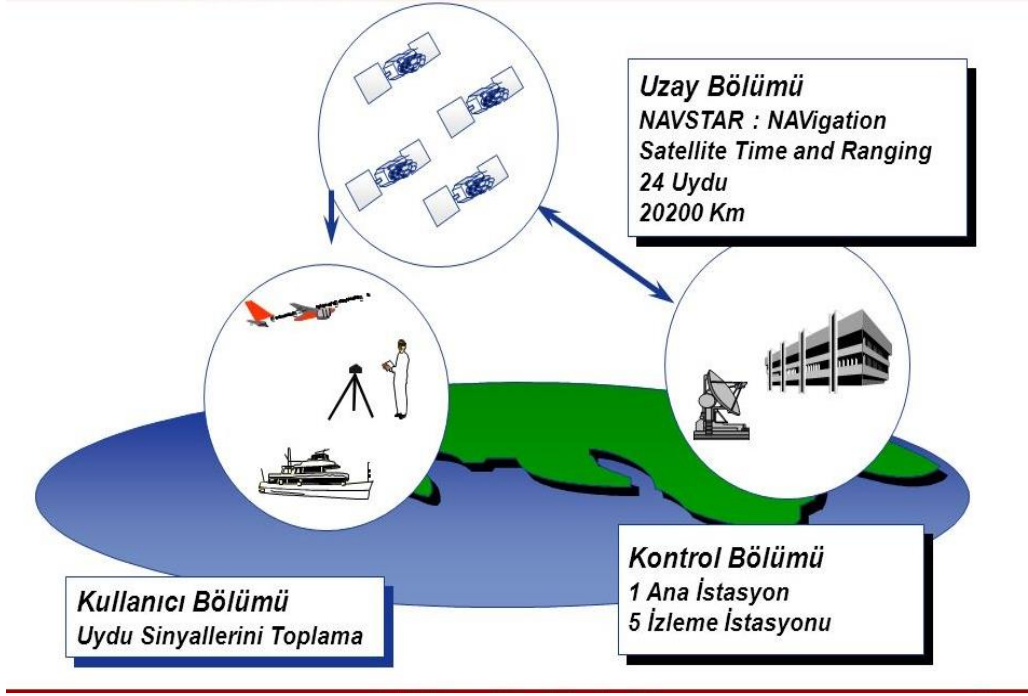 Uzay Bölümü
NAVSTAR : NAVigation
Satellite Time and Ranging
24 Uydu
20200 Km
Kullanıcı Bölümü
Uydu Sinyallerini Toplama
Kontrol Bölümü
1 Ana İstasyon
5 İzleme İstasyonu